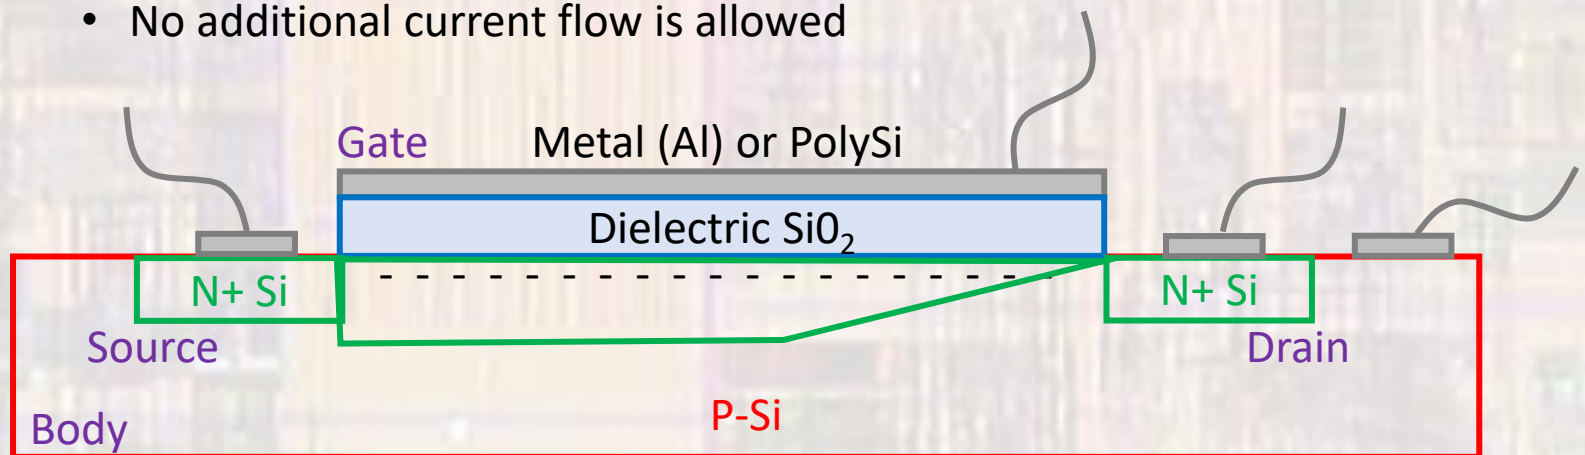 • No additional current flow is allowed
Gate Metal (Al) or PolySi
Dielectric Si0₂
- - - - - - - - - - - - - - - - - - -
N+ Si N+ Si
Source Drain
Body P-Si